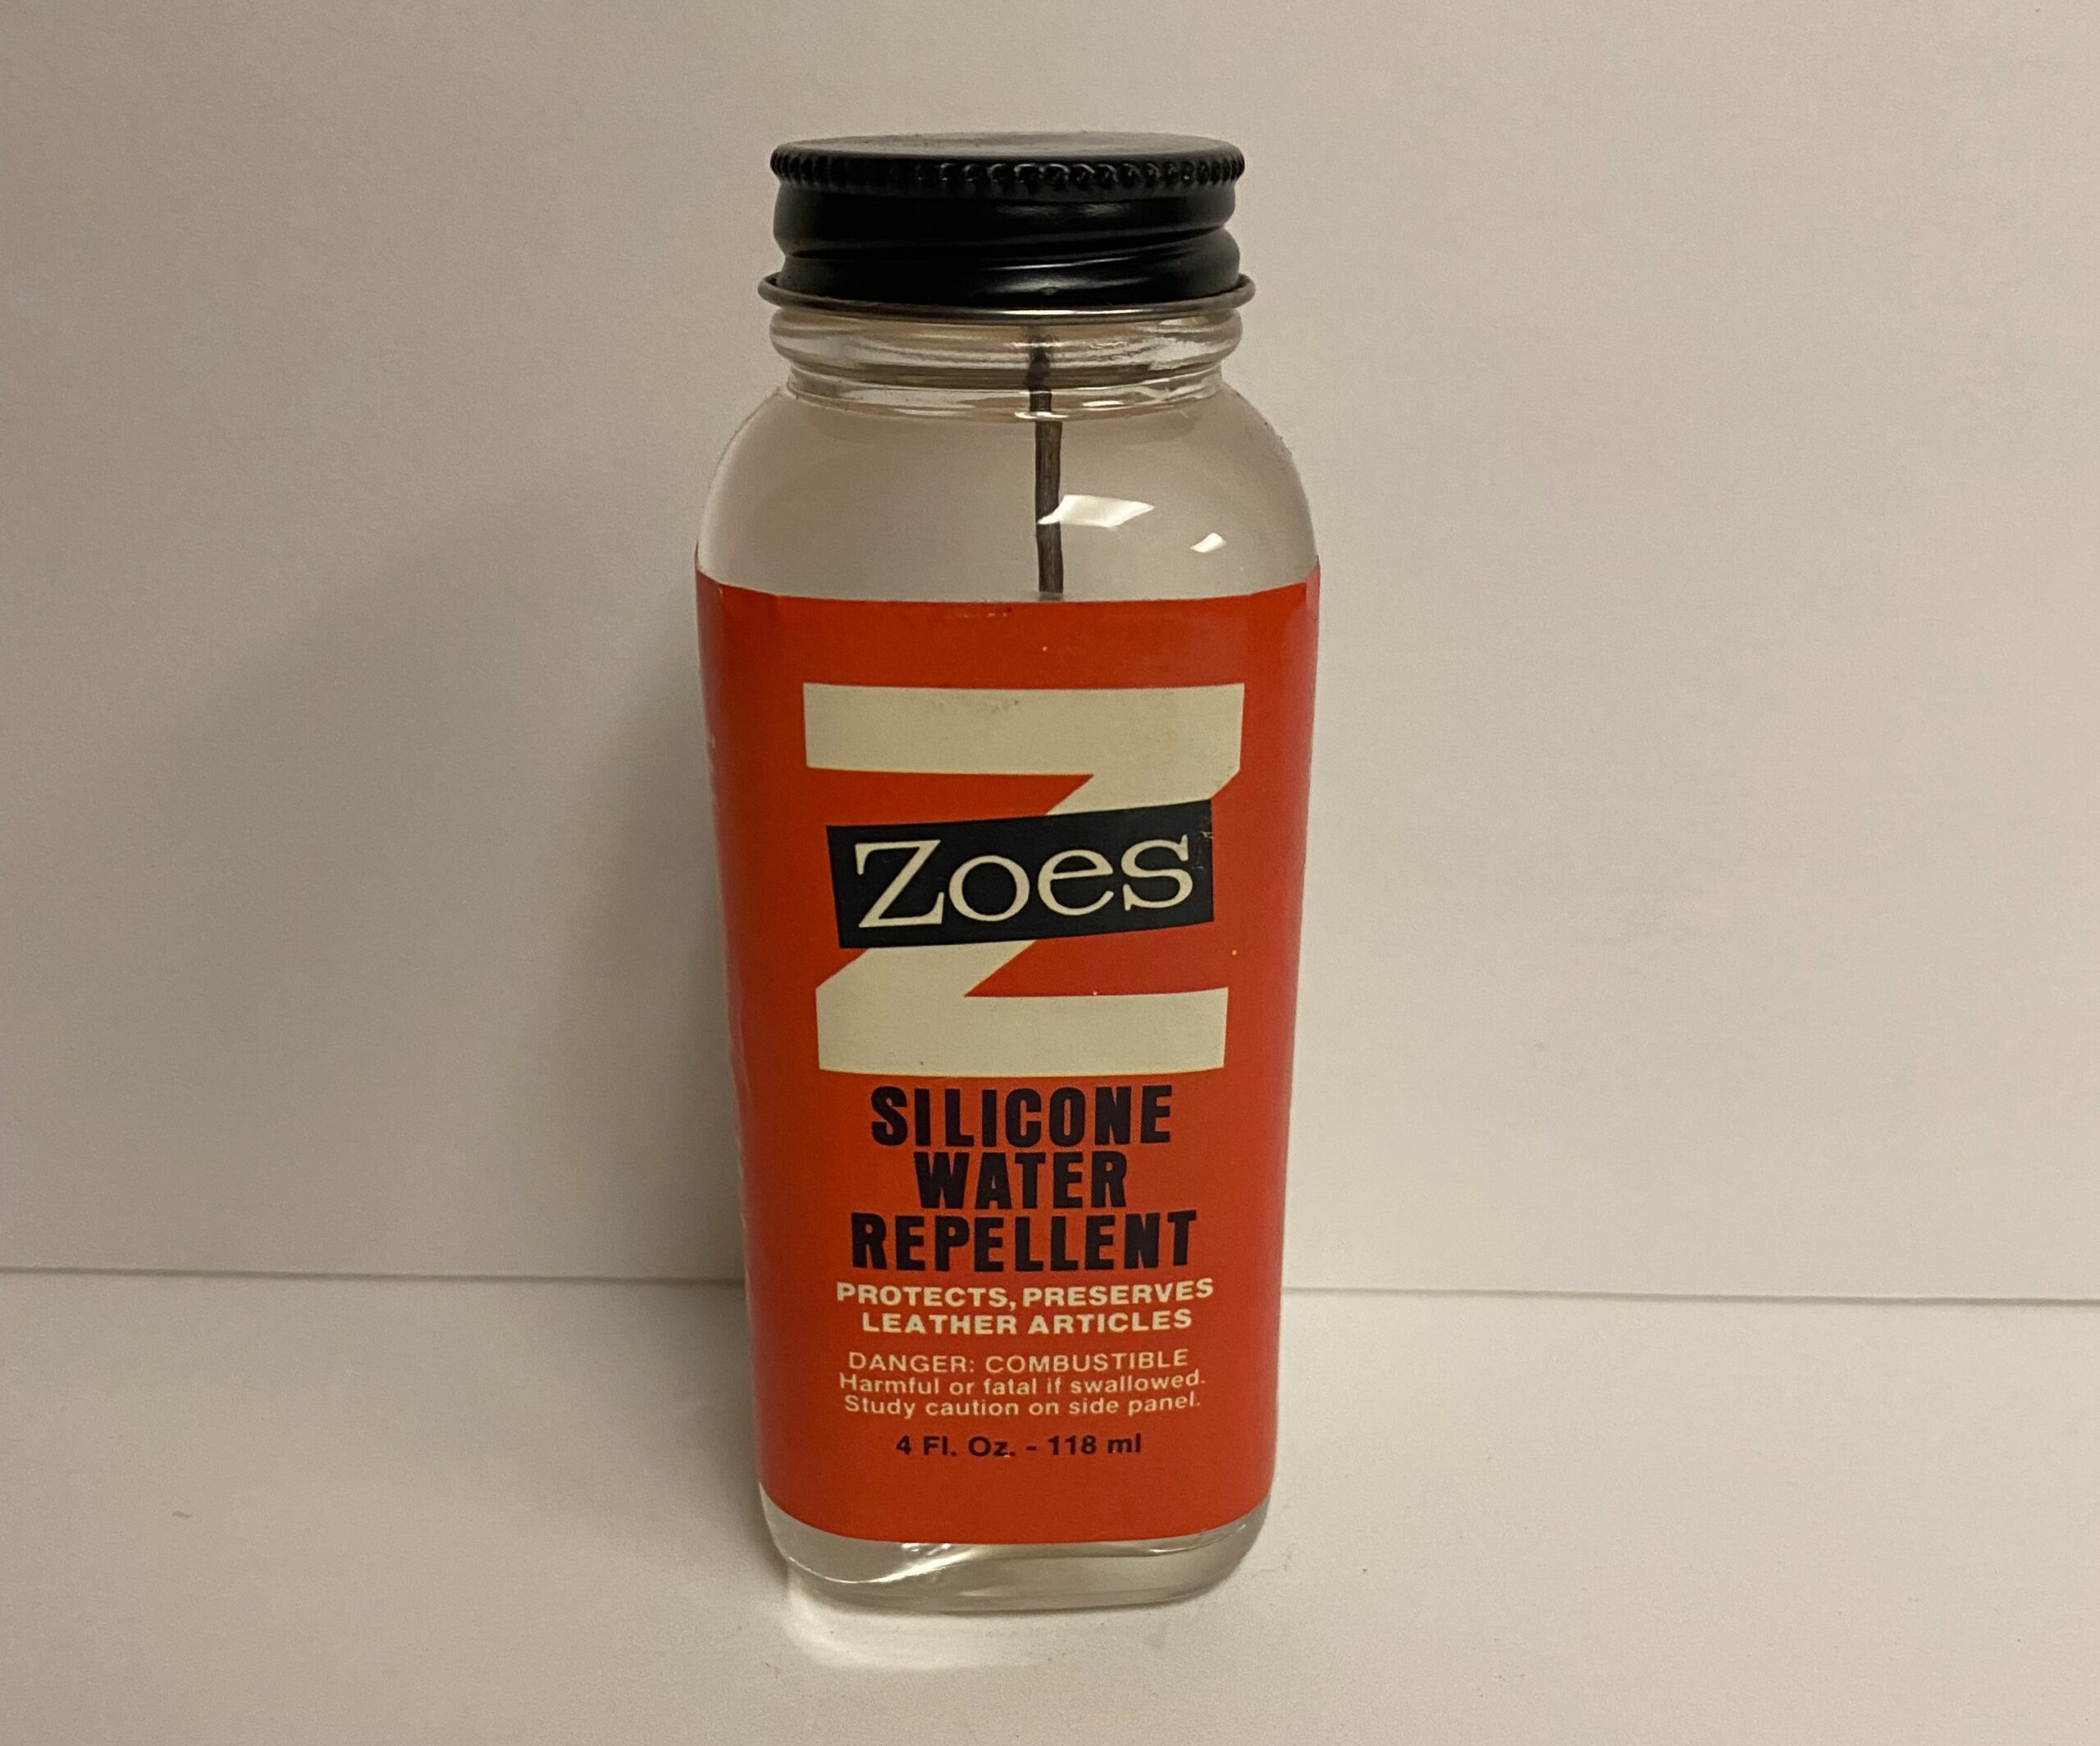 Z
Zoes
SILICONE
WATER
REPELLENT
PROTECTS, PRESERVES
LEATHER ARTICLES
DANGER: COMBUSTIBLE
Harmful or fatal if swallowed.
Study caution on side panel.
4 Fl. Oz. - 118 ml